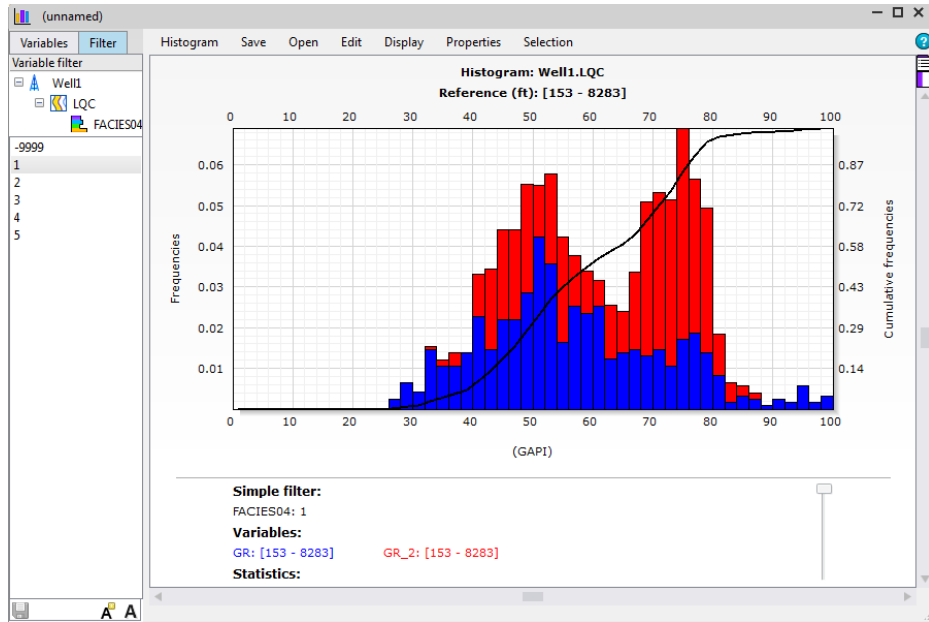 (unnamed)
Variables Filter Histogram Save Open Edit Display Properties Selection ?
Variable filter
Well1
LQC
FACIES04
-9999
1
2
3
4
5
Histogram: Well1.LQC
Reference (ft): [153 - 8283]
0 10 20 30 40 50 60 70 80 90 100
0.06 0.87
0.05 0.72
0.04 0.58
0.03 0.43
0.02 0.29
0.01 0.14
Frequencies
Cumulative frequencies
0 10 20 30 40 50 60 70 80 90 100
(GAPI)
Simple filter:
FACIES04: 1
Variables:
GR: [153 - 8283] GR_2: [153 - 8283]
Statistics:
A A